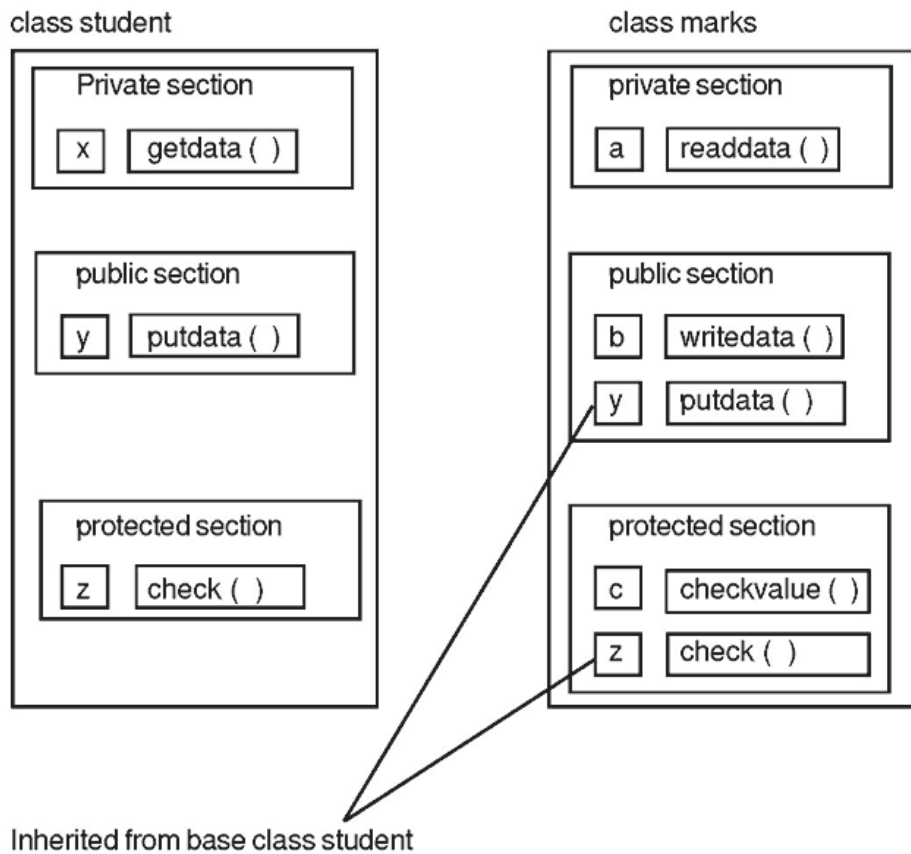 class student
Private section
x getdata ( )
public section
y putdata ( )
protected section
z check ( )
class marks
private section
a readdata ( )
public section
b writedata ( )
y putdata ( )
protected section
c checkvalue ( )
z check ( )
Inherited from base class student